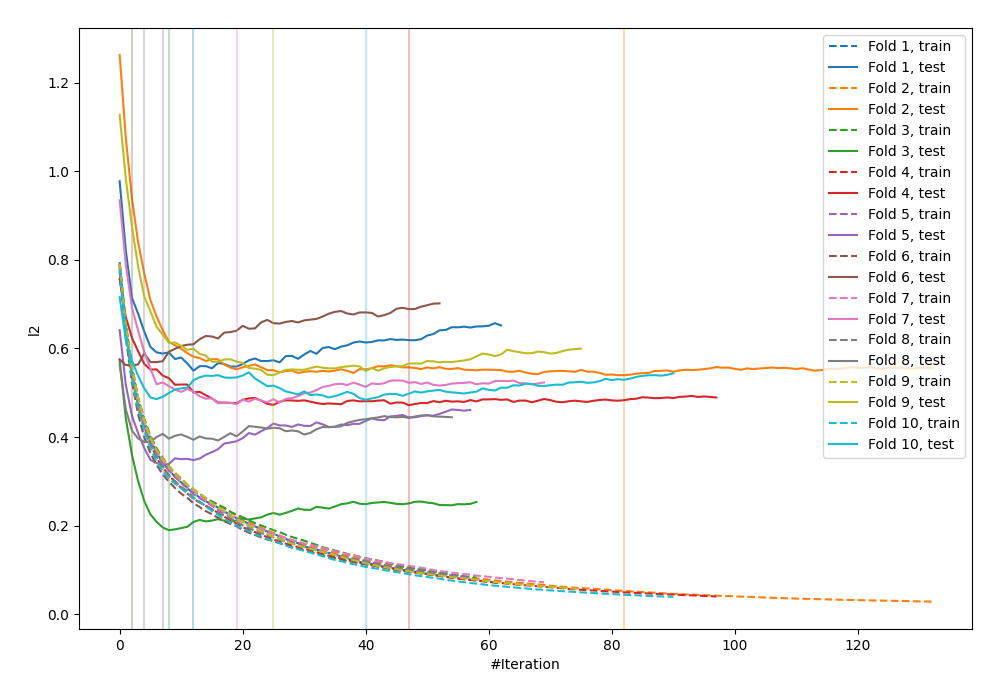 1.2
1.0
0.8
0.6
0.4
0.2
0.0
l2
0
20
40
60
80
100
120
#Iteration
Fold 1, train
Fold 1, test
Fold 2, train
Fold 2, test
Fold 3, train
Fold 3, test
Fold 4, train
Fold 4, test
Fold 5, train
Fold 5, test
Fold 6, train
Fold 6, test
Fold 7, train
Fold 7, test
Fold 8, train
Fold 8, test
Fold 9, train
Fold 9, test
Fold 10, train
Fold 10, test